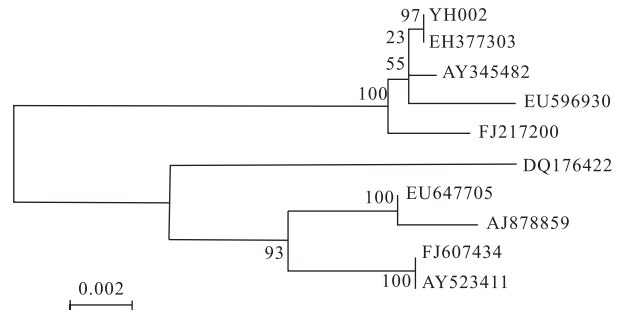 97 YH002
23 EH377303
55 AY345482
EU596930
100
FJ217200
DQ176422
100 EU647705
AJ878859
93 FJ607434
100 AY523411
0.002